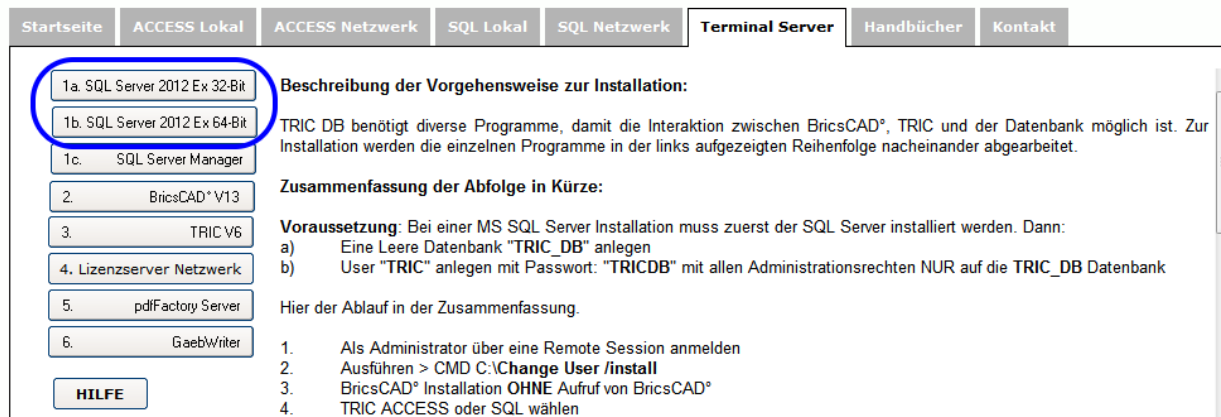 Startseite ACCESS Lokal ACCESS Netzwerk SQL Lokal SQL Netzwerk Terminal Server Handbücher Kontakt
1a. SQL Server 2012 Ex 32-Bit
1b. SQL Server 2012 Ex 64-Bit
1c. SQL Server Manager
2. BricsCAD° V13
3. TRIC V6
4. Lizenzserver Netzwerk
5. pdfFactory Server
6. GaebWriter
HILFE
Beschreibung der Vorgehensweise zur Installation:
TRIC DB benötigt diverse Programme, damit die Interaktion zwischen BricsCAD°, TRIC und der Datenbank möglich ist. Zur
Installation werden die einzelnen Programme in der links aufgezeigten Reihenfolge nacheinander abgearbeitet.
Zusammenfassung der Abfolge in Kürze:
Voraussetzung: Bei einer MS SQL Server Installation muss zuerst der SQL Server installiert werden. Dann:
a) Eine Leere Datenbank "TRIC_DB" anlegen
b) User "TRIC" anlegen mit Passwort: "TRICDB" mit allen Administrationsrechten NUR auf die TRIC_DB Datenbank
Hier der Ablauf in der Zusammenfassung.
1. Als Administrator über eine Remote Session anmelden
2. Ausführen > CMD C:\Change User /install
3. BricsCAD° Installation OHNE Aufruf von BricsCAD°
4. TRIC ACCESS oder SQL wählen